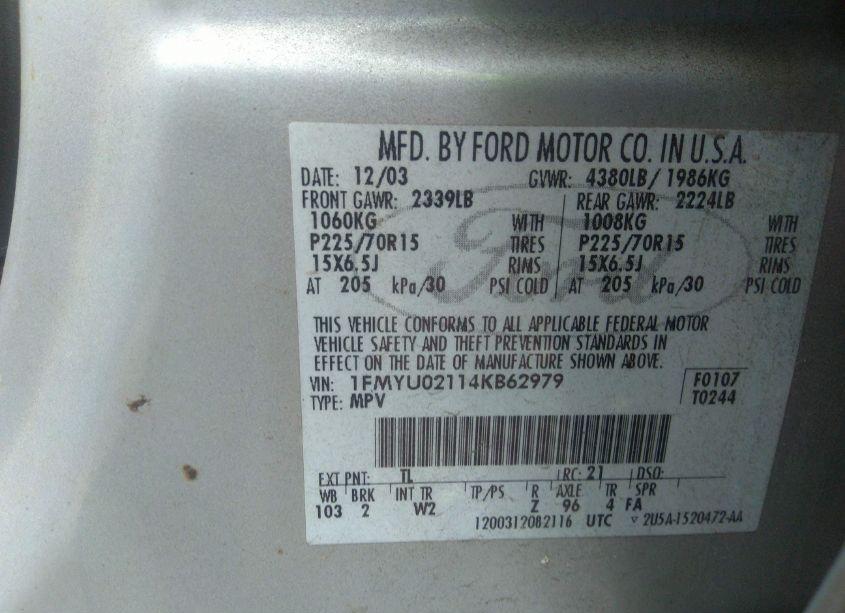 MFD. BY FORD MOTOR CO. IN U.S.A.
DATE: 12/03 GVWR: 4380LB/ 1986KG
FRONT GAWR: 2339LB REAR GAWR: 2224LB
1060KG WITH 1008KG WITH
P225/70R15 TIRES P225/70R15 TIRES
15X6.5J RIMS 15X6.5J RIMS
AT 205 kPa/30 PSI COLD AT 205 kPa/30 PSI COLD
Ford
THIS VEHICLE CONFORMS TO ALL APPLICABLE FEDERAL MOTOR
VEHICLE SAFETY AND THEFT PREVENTION STANDARDS IN
EFFECT ON THE DATE OF MANUFACTURE SHOWN ABOVE.
VIN: 1FMYU02114KB62979 F0107
TYPE: MPV T0244
EXT PNT: TL RC: 21 DSO:
WB BRK INT TR TP/PS R AXLE TR SPR
103 2 W2 Z 96 4 FA
1200312082116 UTC ▽ 2U5A-1520472-AA